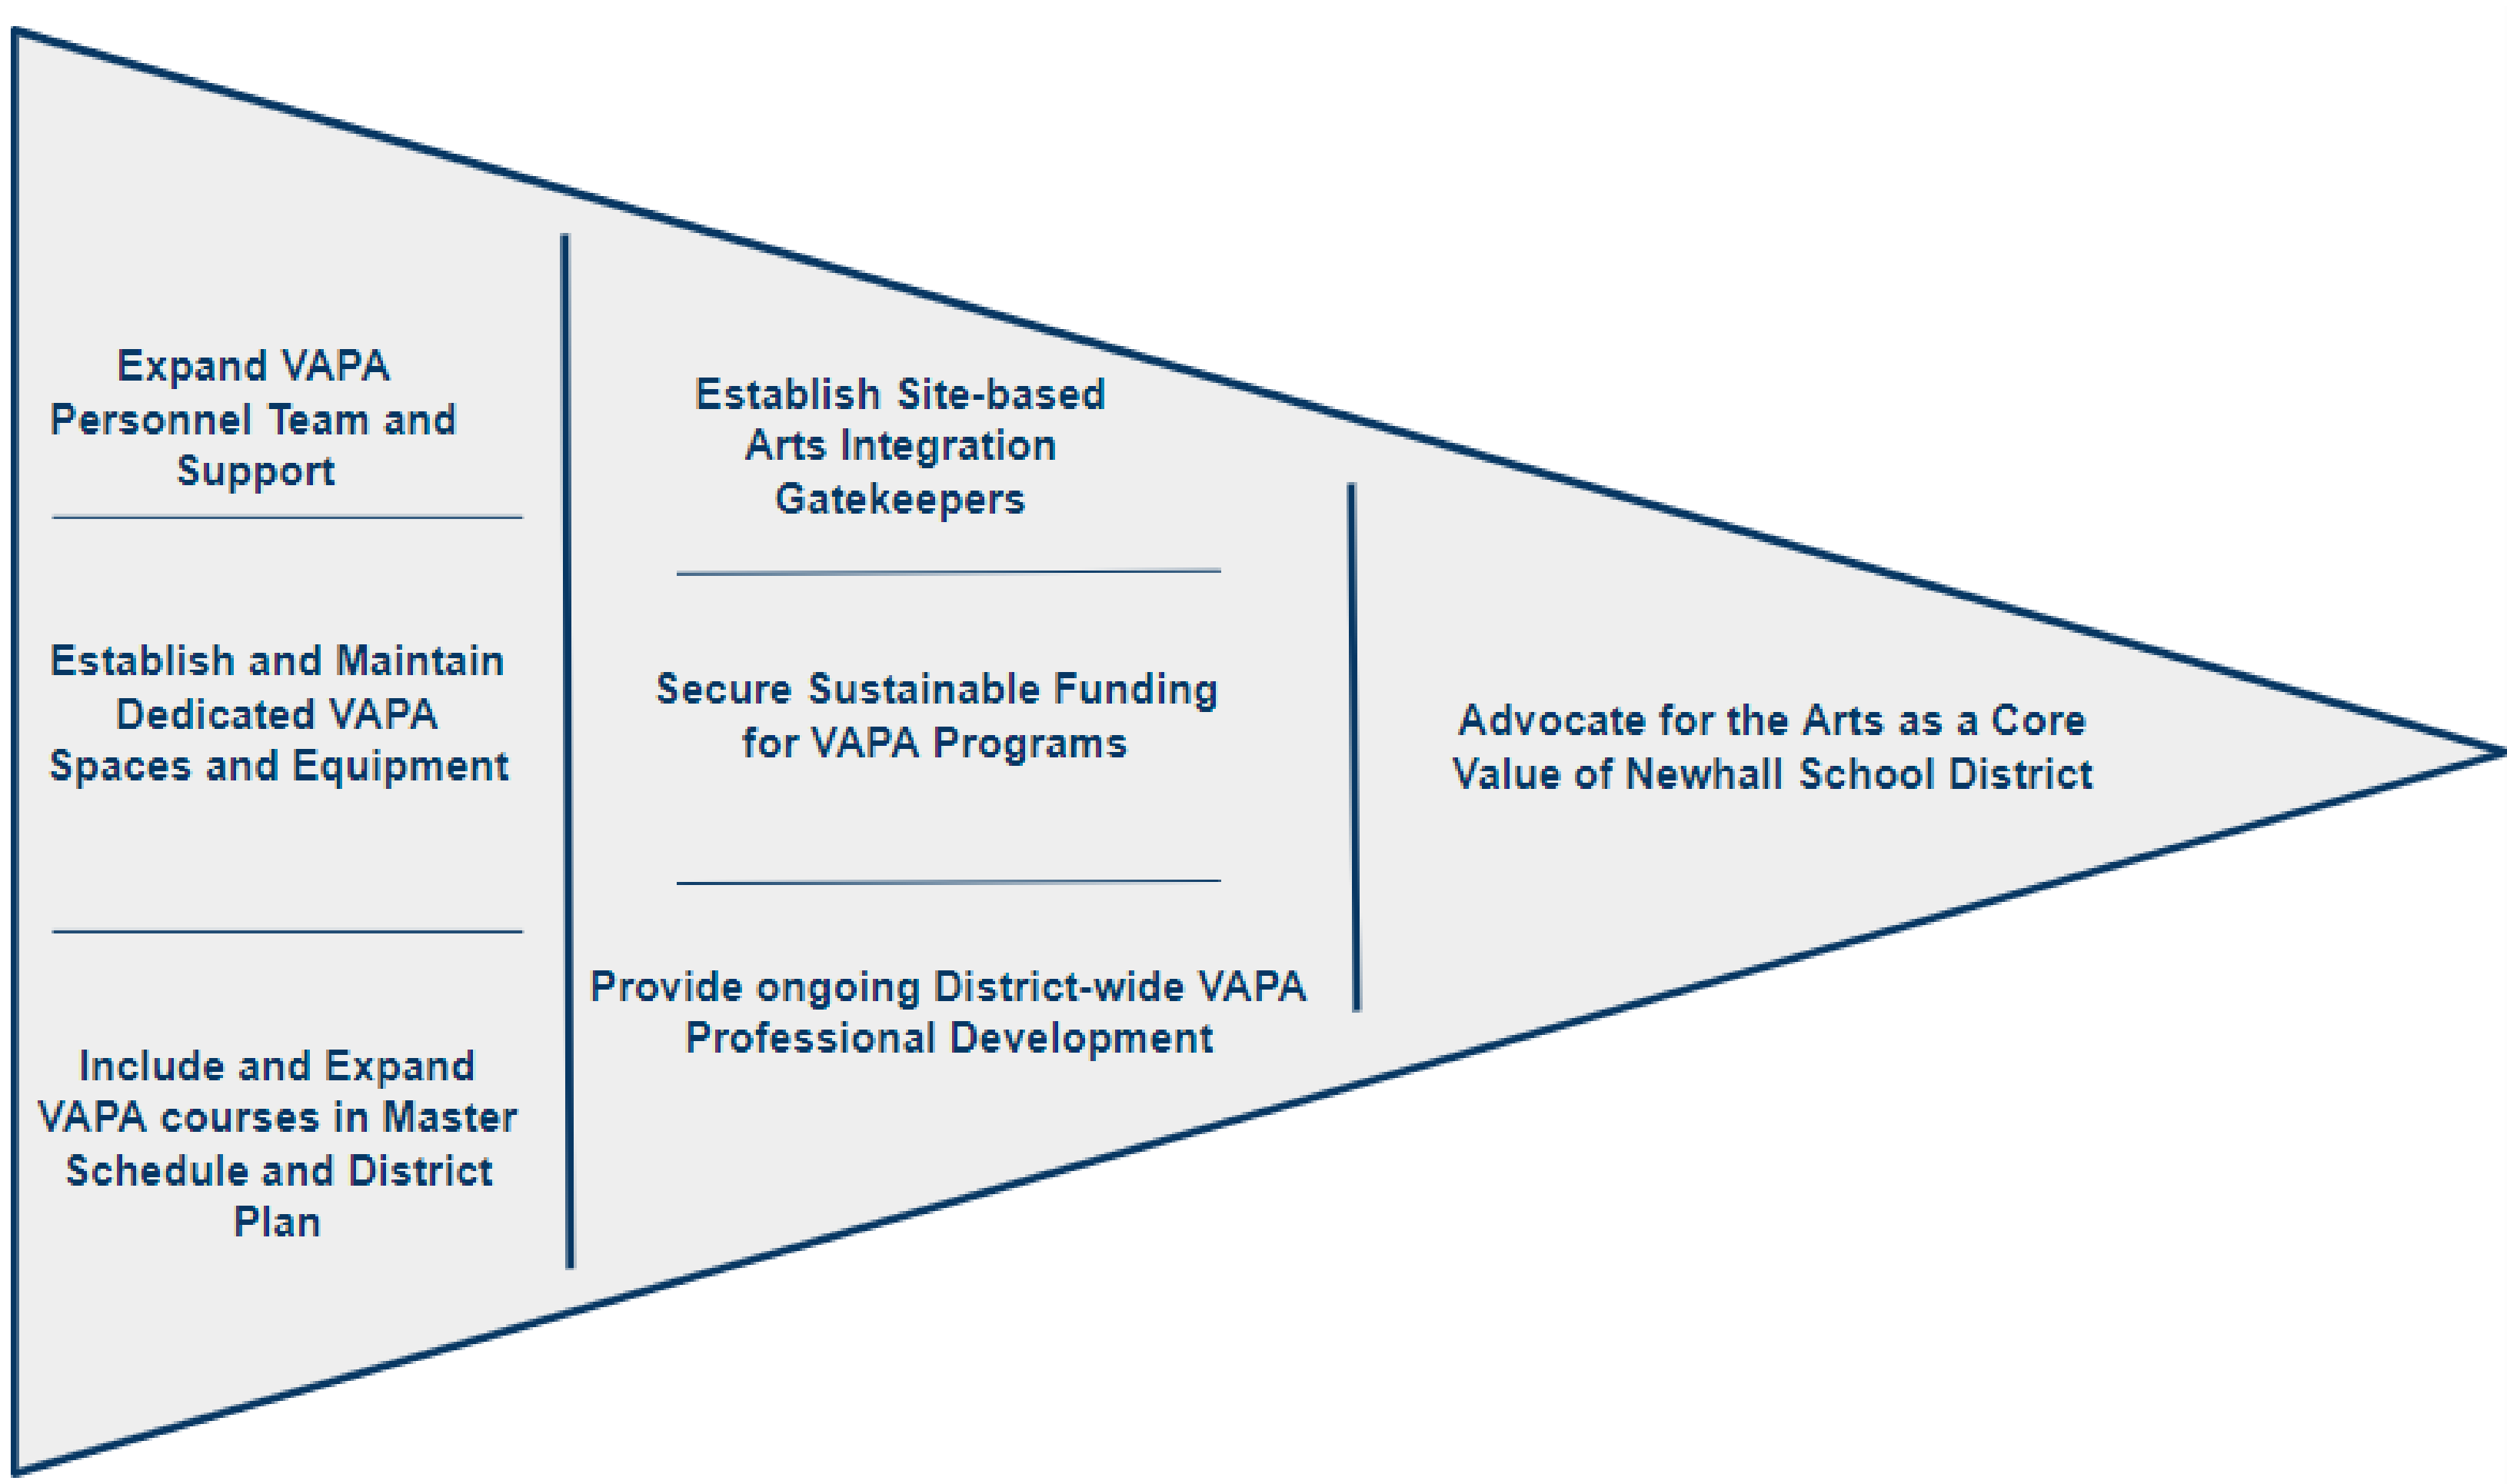 Expand VAPA
Personnel Team and
Support
Establish and Maintain
Dedicated VAPA
Spaces and Equipment
Include and Expand
VAPA courses in Master
Schedule and District
Plan
Establish Site-based
Arts Integration
Gatekeepers
Secure Sustainable Funding
for VAPA Programs
Provide ongoing District-wide VAPA
Professional Development
Advocate for the Arts as a Core
Value of Newhall School District